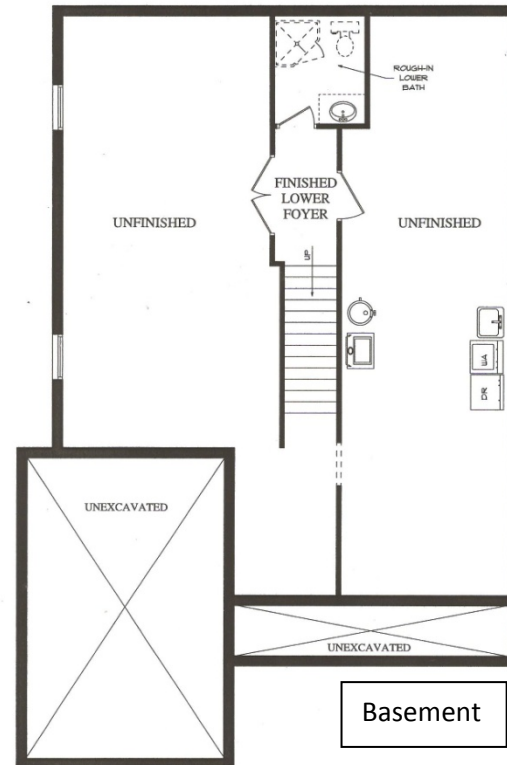 ROUGH-IN
LOWER
BATH
FINISHED
LOWER
FOYER
UNFINISHED
UNFINISHED
UP
WA
DR
UNEXCAVATED
UNEXCAVATED
Basement